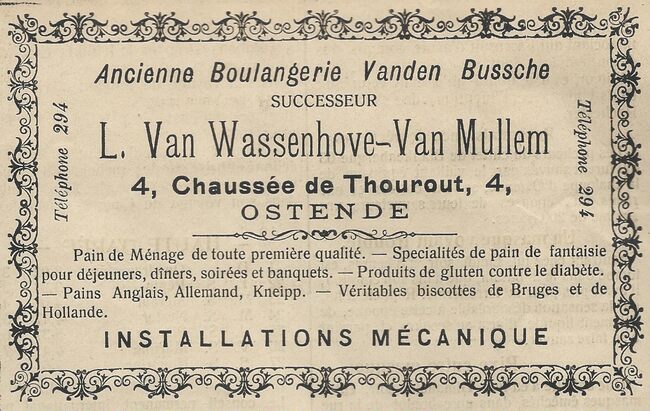 Ancienne Boulangerie Vanden Bussche
SUCCESSEUR
L. Van Wassenhove-Van Mullem
4, Chaussée de Thourout, 4,
OSTENDE
Téléphone 294
Téléphone 294
Pain de Ménage de toute première qualité. — Specialités de pain de fantaisie
pour déjeuners, dîners, soirées et banquets. — Produits de gluten contre le diabète.
— Pains Anglais, Allemand, Kneipp. — Véritables biscottes de Bruges et de
Hollande.
INSTALLATIONS MÉCANIQUE